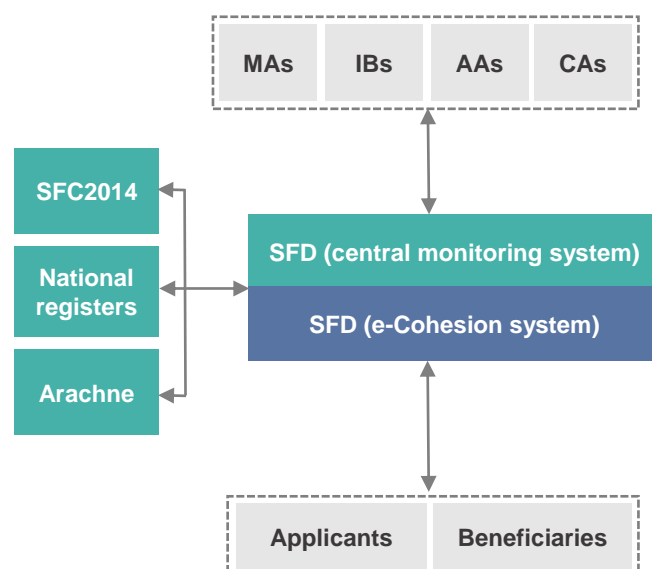 MAs IBs AAs CAs
SFC2014
SFD (central monitoring system)
National
registers
SFD (e-Cohesion system)
Arachne
Applicants Beneficiaries